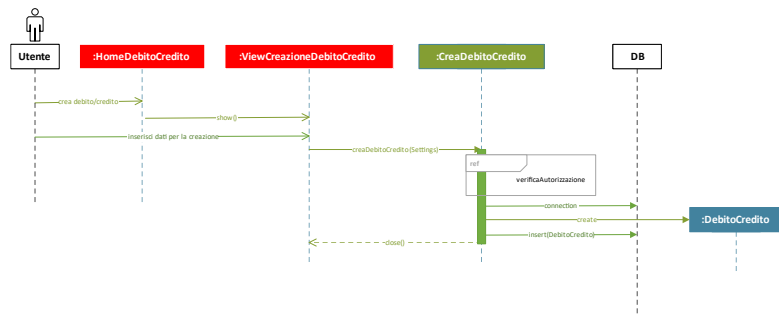 Utente
:HomeDebitoCredito
:ViewCreazioneDebitoCredito
:CreaDebitoCredito
DB
crea debito/credito
show()
inserisci dati per la creazione
creaDebitoCredito(Settings)
ref
verificaAutorizzazione
connection
create
:DebitoCredito
insert(DebitoCredito)
close()